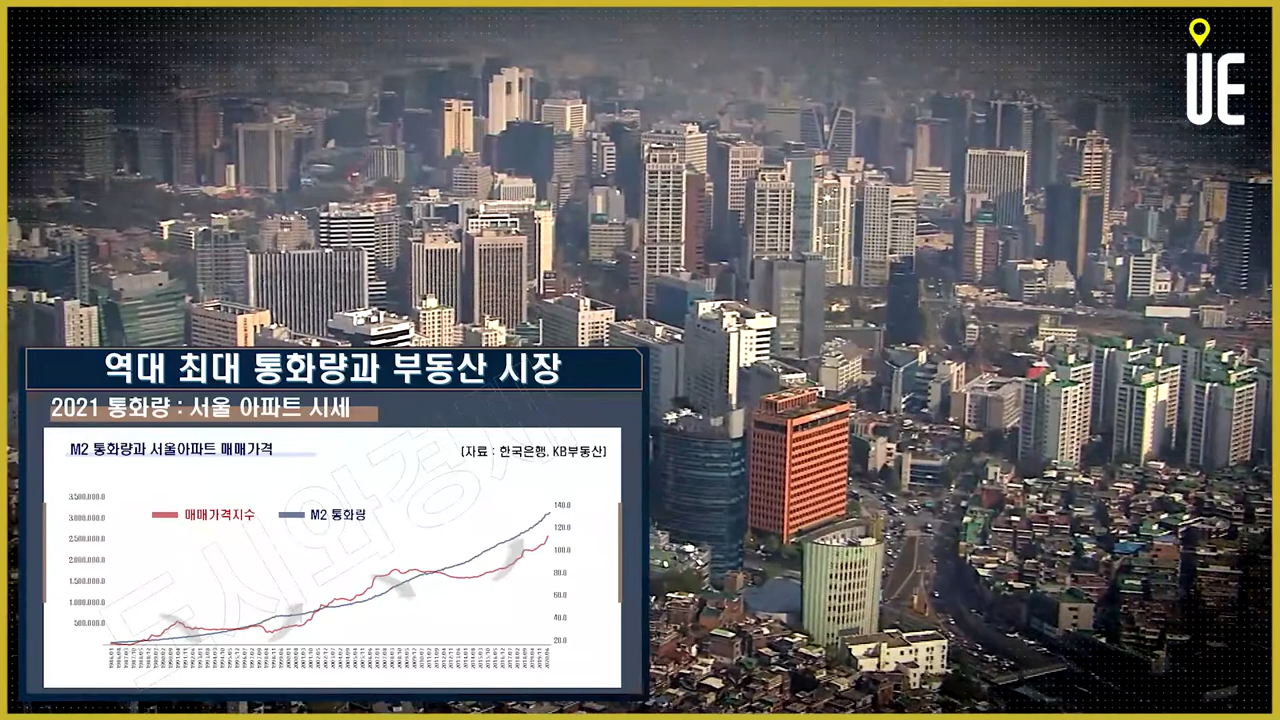 UE
역대 최대 통화량과 부동산 시장
2021 통화량 : 서울 아파트 시세
M2 통화량과 서울아파트 매매가격
(자료 : 한국은행, KB부동산)
매매가격지수
M2 통화량
3,500,000.0
3,000,000.0
2,500,000.0
2,000,000.0
1,500,000.0
1,000,000.0
500,000.0
140.0
120.0
100.0
80.0
60.0
40.0
20.0
도시와경제